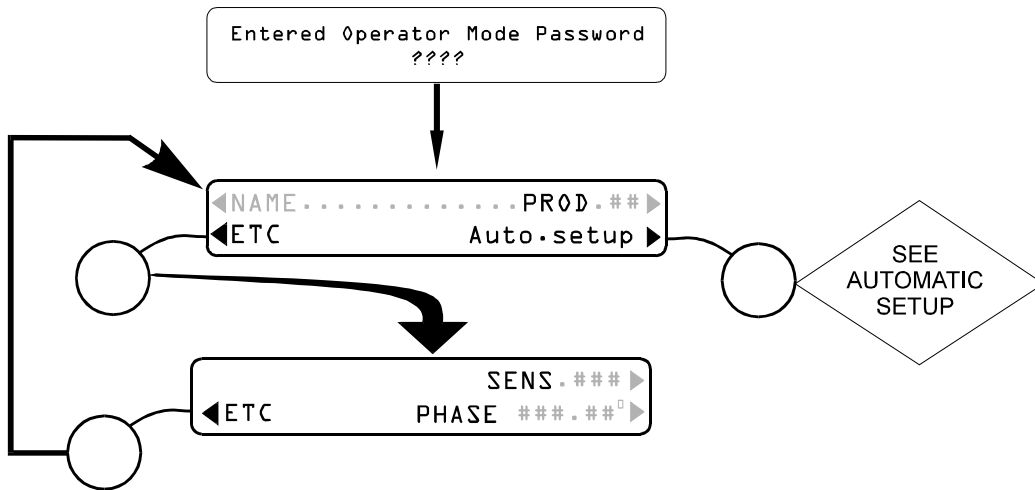 Entered Operator Mode Password
????
◀NAME.............PROD.##▶
◀ETC Auto.setup ▶
SEE
AUTOMATIC
SETUP
SENS.###▶
◀ETC PHASE ###.##▯▶